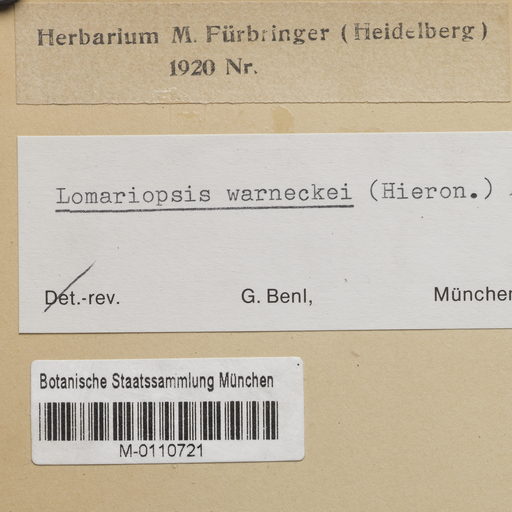 Herbarium M. Fürbringer (Heidelberg)
1920 Nr.
Lomariopsis warneckei (Hieron.)
Det.-rev. G. Benl, München
Botanische Staatssammlung München
M-0110721